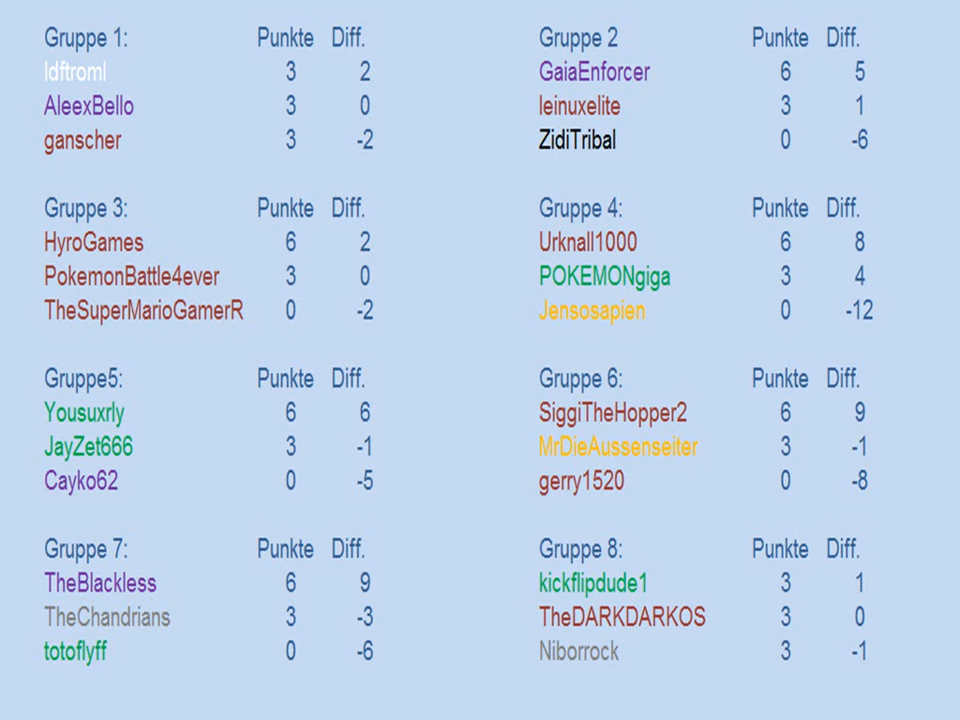 Gruppe 1: Punkte Diff.
ldftroml 3 2
AleexBello 3 0
ganscher 3 -2
Gruppe 2 Punkte Diff.
GaiaEnforcer 6 5
leinuxelite 3 1
ZidiTribal 0 -6
Gruppe 3: Punkte Diff.
HyroGames 6 2
PokemonBattle4ever 3 0
TheSuperMarioGamerR 0 -2
Gruppe 4: Punkte Diff.
Urknall1000 6 8
POKEMONgiga 3 4
Jensosapien 0 -12
Gruppe5: Punkte Diff.
Yousuxrly 6 6
JayZet666 3 -1
Cayko62 0 -5
Gruppe 6: Punkte Diff.
SiggiTheHopper2 6 9
MrDieAussenseiter 3 -1
gerry1520 0 -8
Gruppe 7: Punkte Diff.
TheBlackless 6 9
TheChandrians 3 -3
totoflyff 0 -6
Gruppe 8: Punkte Diff.
kickflipdude1 3 1
TheDARKDARKOS 3 0
Niborrock 3 -1